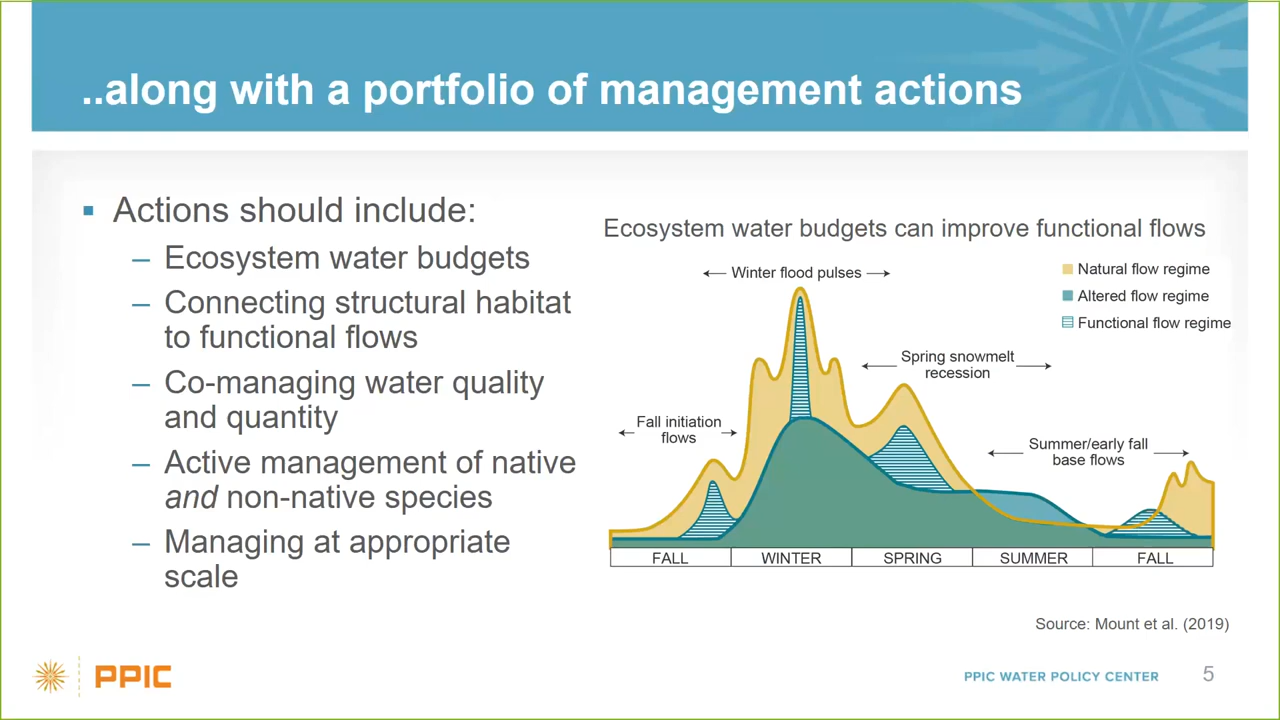 ..along with a portfolio of management actions
Actions should include:
– Ecosystem water budgets
– Connecting structural habitat
to functional flows
– Co-managing water quality
and quantity
– Active management of native
and non-native species
– Managing at appropriate
scale
Ecosystem water budgets can improve functional flows
Winter flood pulses
Natural flow regime
Altered flow regime
Functional flow regime
Spring snowmelt
recession
Fall initiation
flows
Summer/early fall
base flows
FALL WINTER SPRING SUMMER FALL
Source: Mount et al. (2019)
PPIC
PPIC WATER POLICY CENTER
5